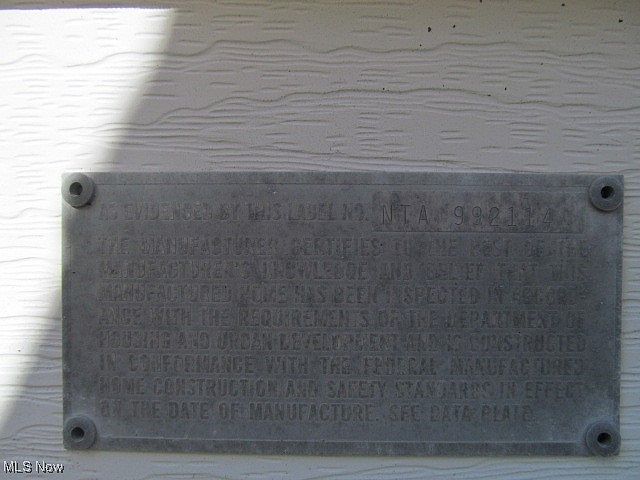 AS EVIDENCED BY THIS LABEL NO. NTA 992114
THE MANUFACTURER CERTIFIES TO THE BEST OF THE
MANUFACTURER'S KNOWLEDGE AND BELIEF THAT THIS
MANUFACTURED HOME HAS BEEN INSPECTED IN ACCORD-
ANCE WITH THE REQUIREMENTS OF THE DEPARTMENT OF
HOUSING AND URBAN DEVELOPMENT AND IS CONSTRUCTED
IN CONFORMANCE WITH THE FEDERAL MANUFACTURED
HOME CONSTRUCTION AND SAFETY STANDARDS IN EFFECT
ON THE DATE OF MANUFACTURE. SEE DATA PLATE.
MLS Now